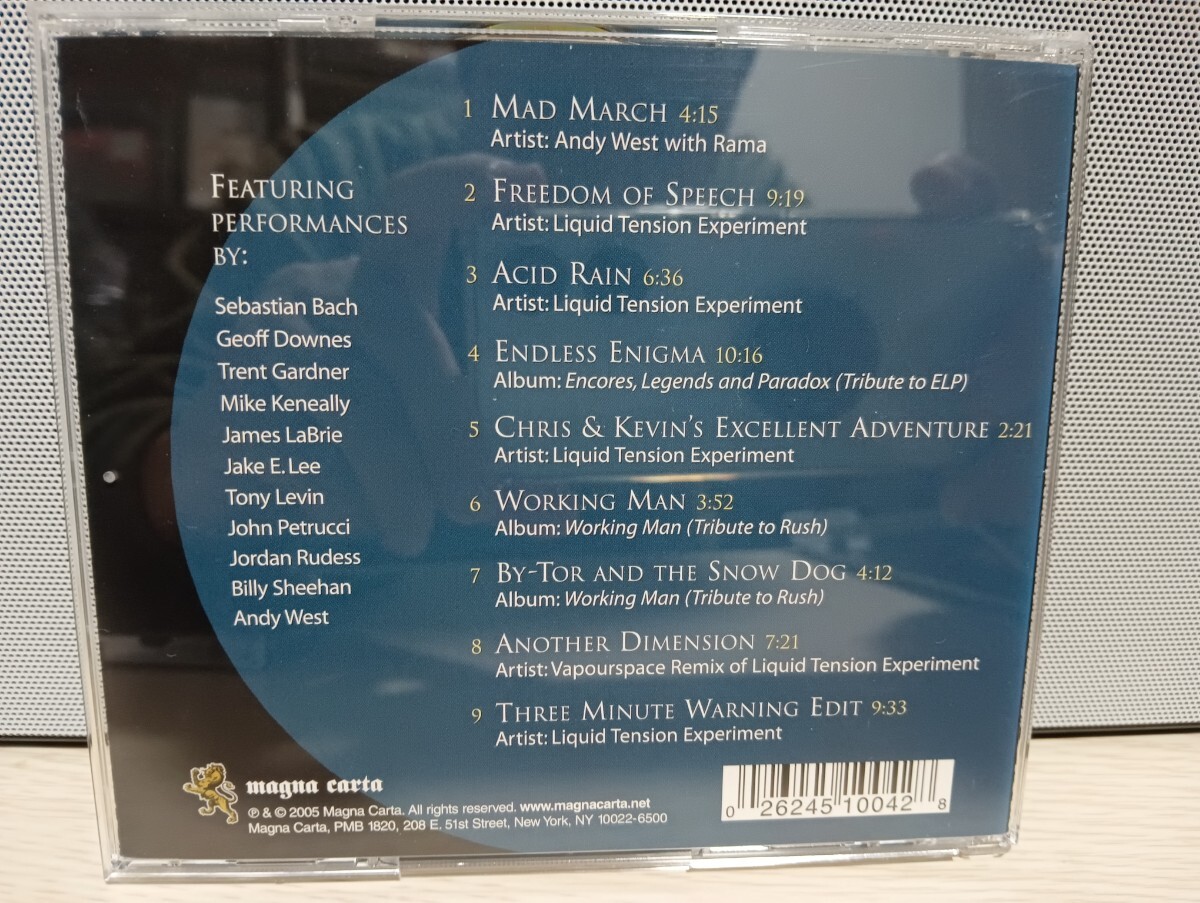 FEATURING
PERFORMANCES
BY:
Sebastian Bach
Geoff Downes
Trent Gardner
Mike Keneally
James LaBrie
Jake E. Lee
Tony Levin
John Petrucci
Jordan Rudess
Billy Sheehan
Andy West
1 MAD MARCH 4:15
Artist: Andy West with Rama
2 FREEDOM OF SPEECH 9:19
Artist: Liquid Tension Experiment
3 ACID RAIN 6:36
Artist: Liquid Tension Experiment
4 ENDLESS ENIGMA 10:16
Album: Encores, Legends and Paradox (Tribute to ELP)
5 CHRIS & KEVIN'S EXCELLENT ADVENTURE 2:21
Artist: Liquid Tension Experiment
6 WORKING MAN 3:52
Album: Working Man (Tribute to Rush)
7 BY-TOR AND THE SNOW DOG 4:12
Album: Working Man (Tribute to Rush)
8 ANOTHER DIMENSION 7:21
Artist: Vapourspace Remix of Liquid Tension Experiment
9 THREE MINUTE WARNING EDIT 9:33
Artist: Liquid Tension Experiment
magna carta
℗ & © 2005 Magna Carta. All rights reserved. www.magnacarta.net
Magna Carta, PMB 1820, 208 E. 51st Street, New York, NY 10022-6500
0 26245 10042 8